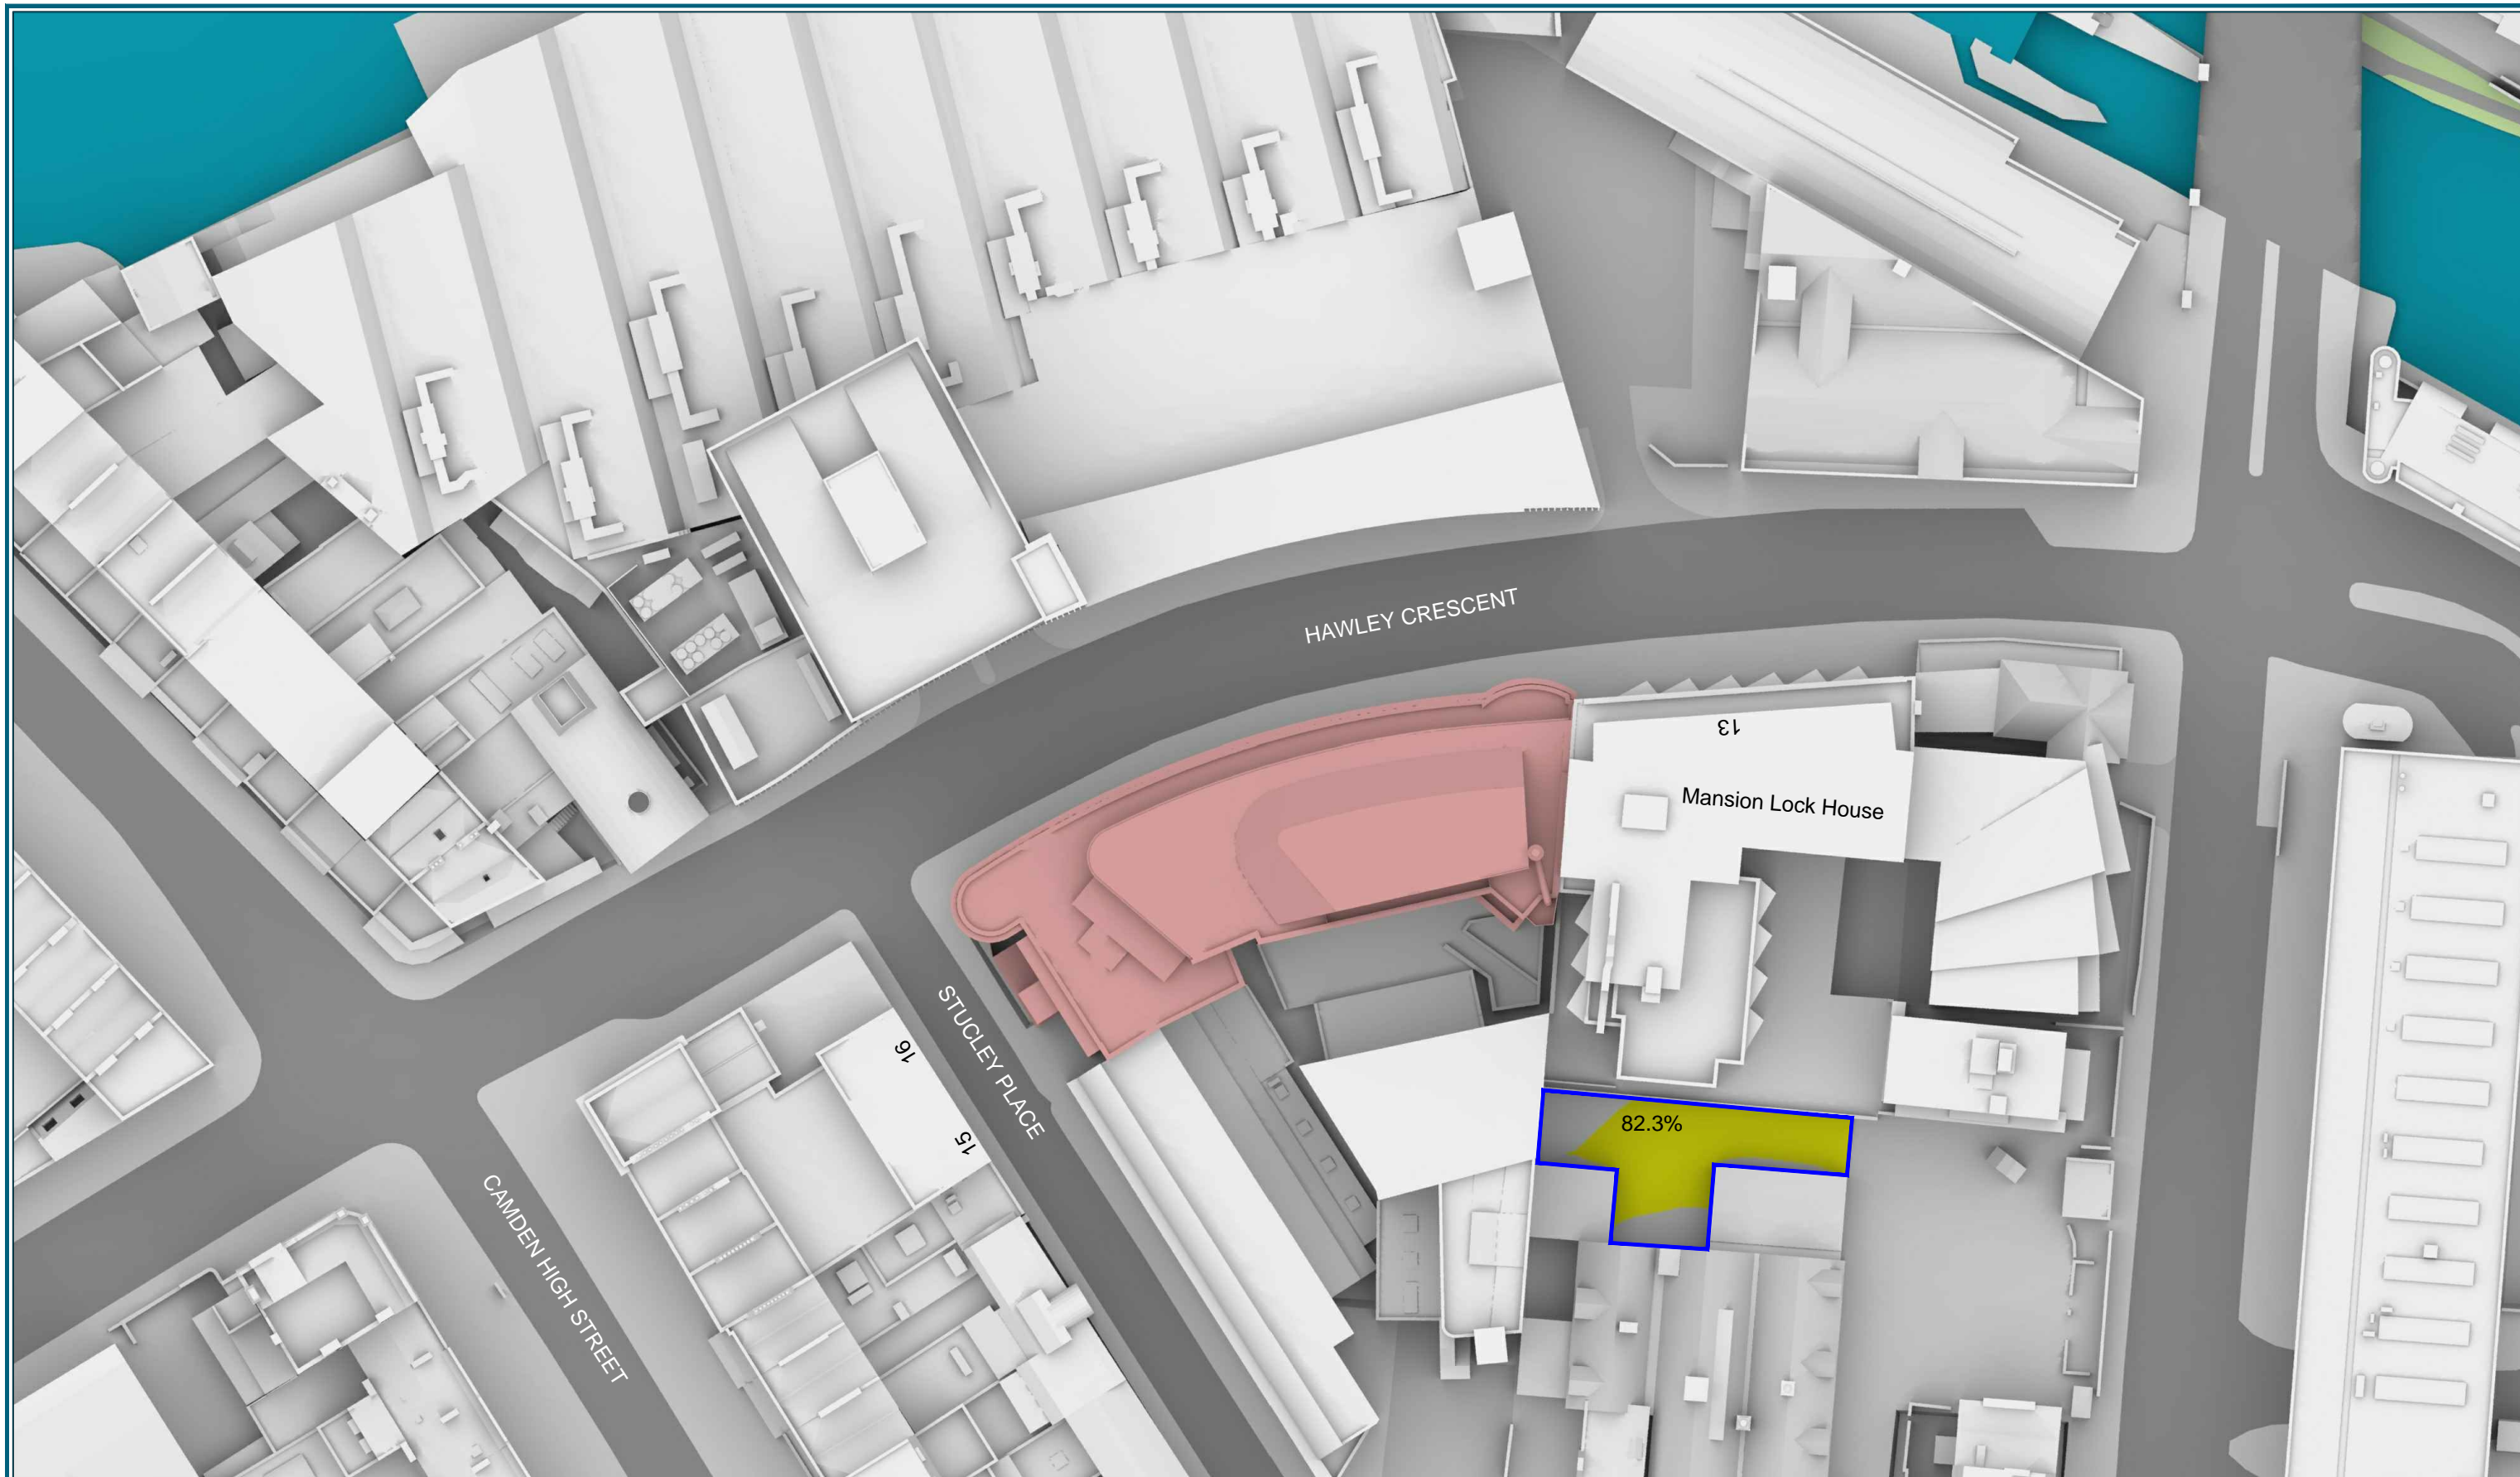 HAWLEY CRESCENT
13
Mansion Lock House
16
STUCLEY PLACE
15
82.3%
CAMDEN HIGH STREET